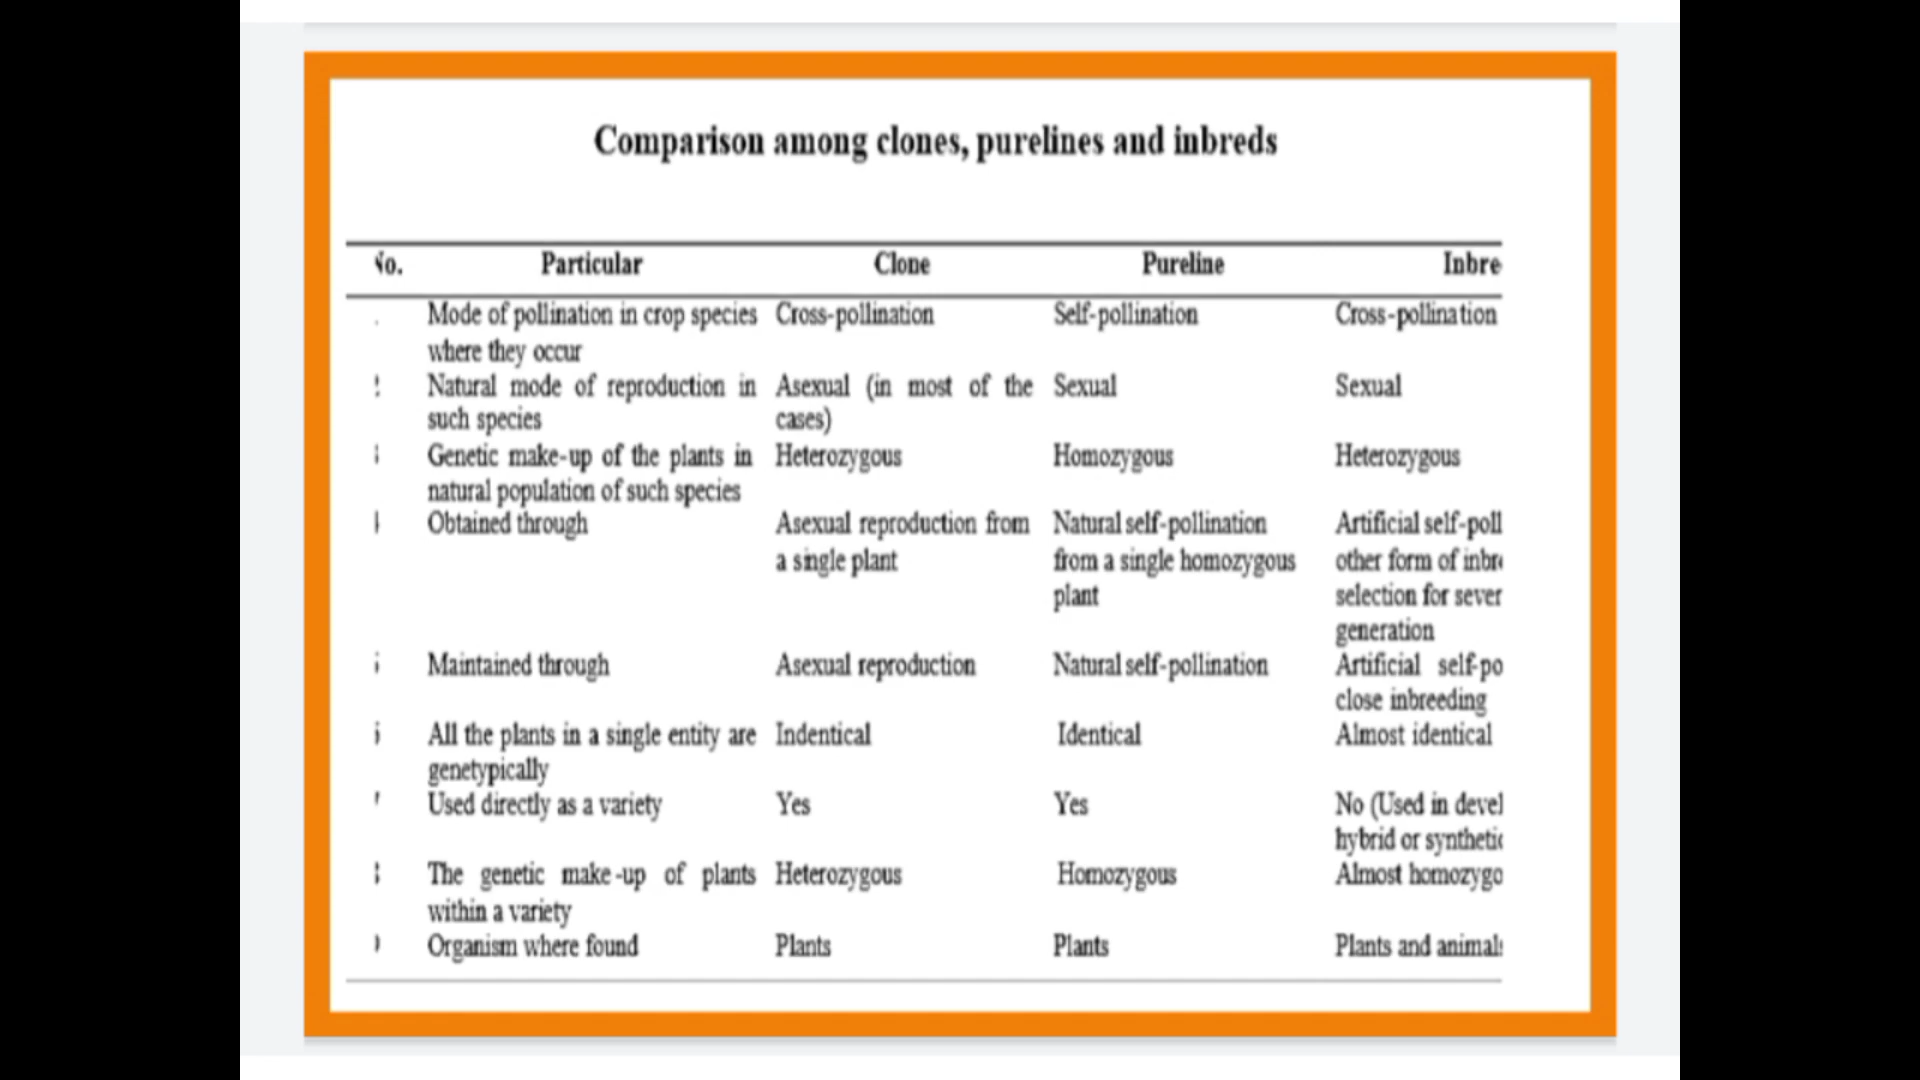 Comparison among clones, purelines and inbreds
No. Particular Clone Pureline
Mode of pollination in crop species Cross-pollination Self-pollination Cross-pollination
where they occur
Natural mode of reproduction in Asexual (in most of the Sexual Sexual
such species cases)
Genetic make-up of the plants in Heterozygous Homozygous Heterozygous
natural population of such species
Obtained through Asexual reproduction from Natural self-pollination Artificial self-poll
a single plant from a single homozygous other form of
plant selection for sever
generation
Maintained through Asexual reproduction Natural self-pollination Artificial self-po
close inbreeding
All the plants in a single entity are Indentical Identical Almost identical
genetypically
Used directly as a variety Yes Yes No (Used in devel
hybrid or
The genetic make-up of plants Heterozygous Homozygous Almost homozygo
within a variety
Organism where found Plants Plants Plants and animals